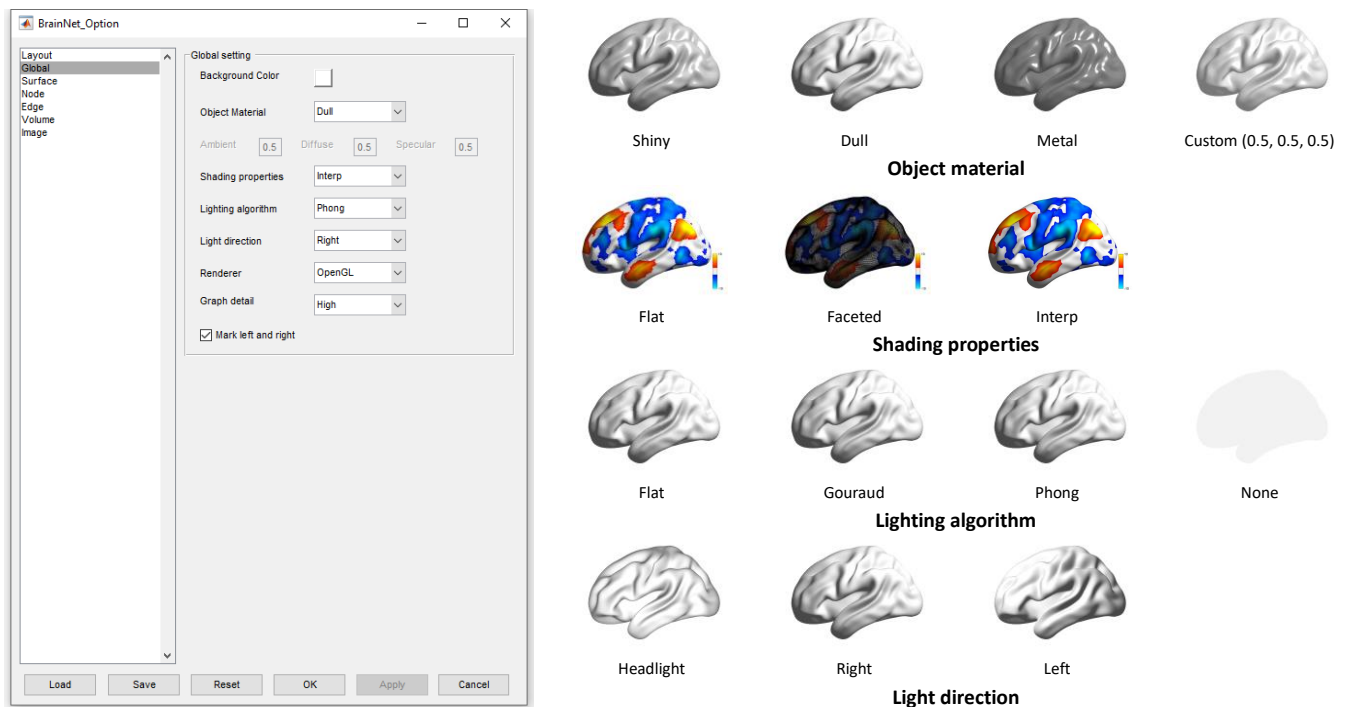 BrainNet_Option
Layout
Global
Surface
Node
Edge
Volume
Image
Global setting
Background Color
Object Material Dull
Ambient 0.5 Diffuse 0.5 Specular 0.5
Shading properties Interp
Lighting algorithm Phong
Light direction Right
Renderer OpenGL
Graph detail High
Mark left and right
Load Save Reset OK Apply Cancel
Shiny Dull Metal Custom (0.5, 0.5, 0.5)
Object material
Flat Faceted Interp
Shading properties
Flat Gouraud Phong None
Lighting algorithm
Headlight Right Left
Light direction